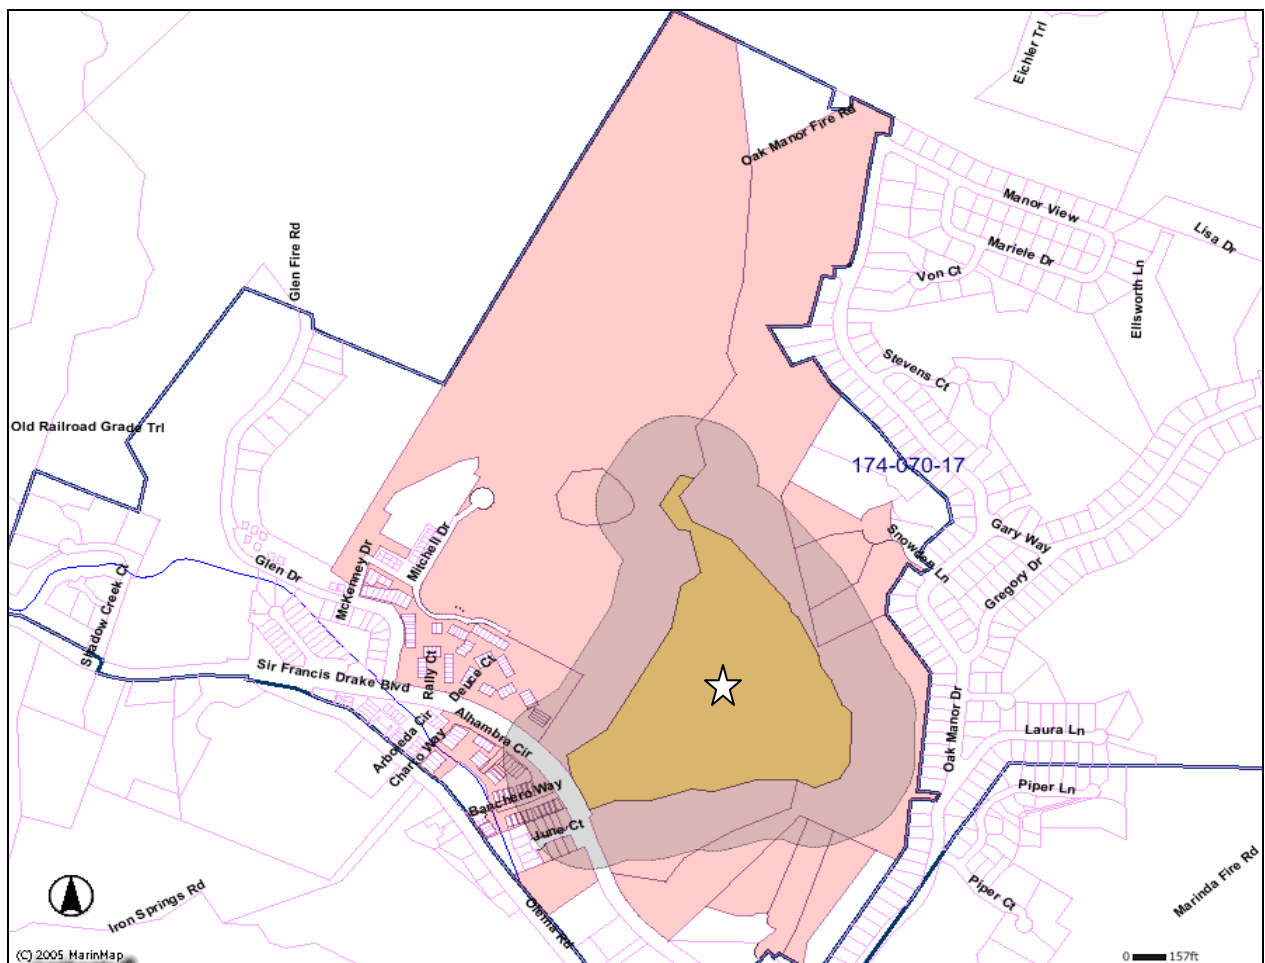 Eichler Trl
Oak Manor Fire Rd
Manor View
Lisa Dr
Mariele Dr
Von Ct
Ellsworth Ln
Glen Fire Rd
Stevens Ct
Old Railroad Grade Trl
174-070-17
Gary Way
Snowden Ln
Gregory Dr
Mitchell Dr
McKenney Dr
Glen Dr
Shadow Creek Ct
Sir Francis Drake Blvd
Rally Ct
Deuce Ct
Alhambra Cir
Arboleda Cir
Charro Way
Oak Manor Dr
Laura Ln
Banchero Way
Piper Ln
June Ct
Piper Ct
Marinda Fire Rd
Iron Springs Rd
Olema Rd
(C) 2005 MarinMap
0 157ft